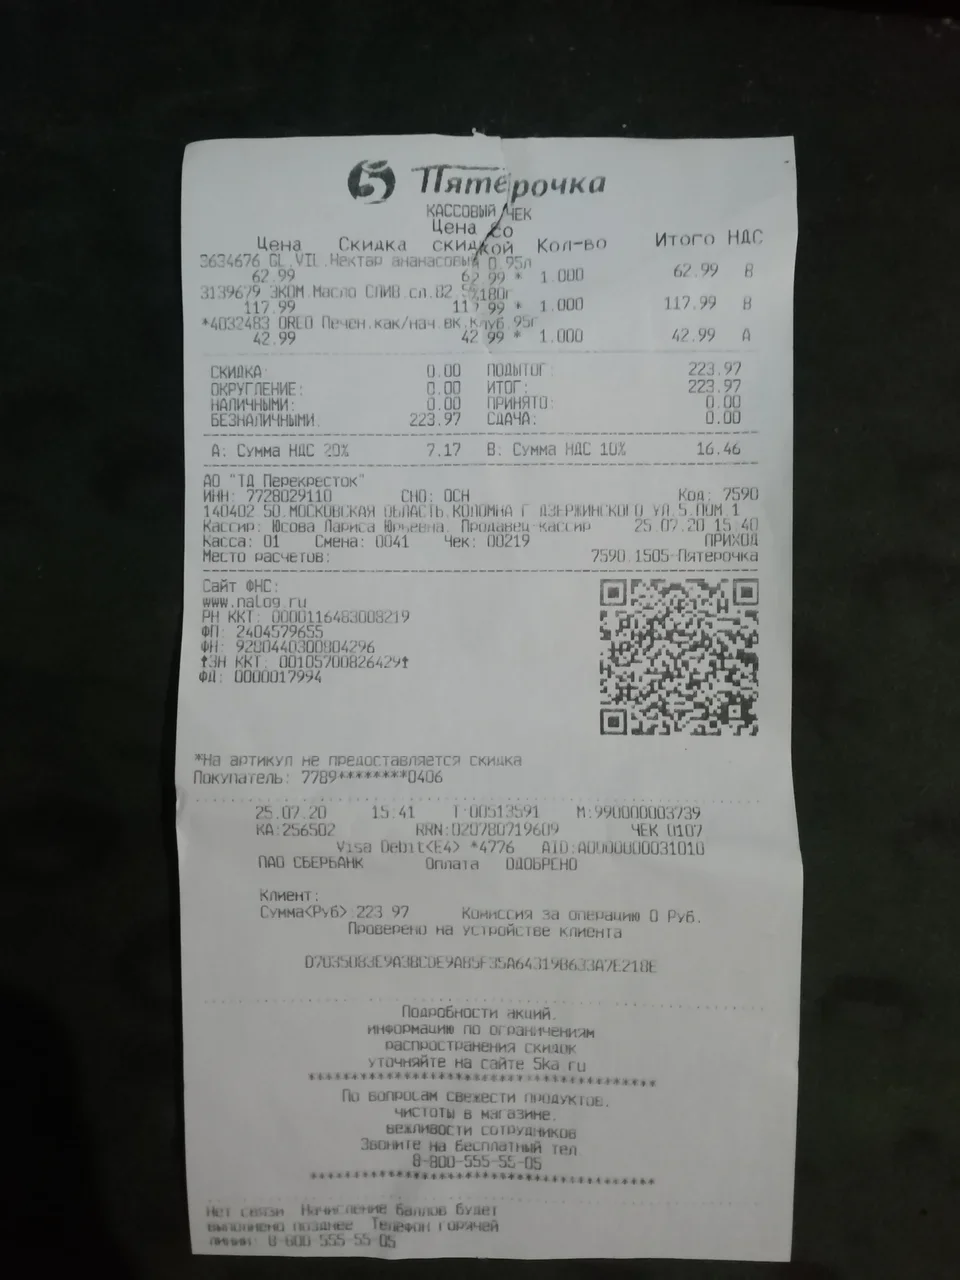 5 Пятёрочка
КАССОВЫЙ ЧЕК
Цена Скидка Цена со скидкой Кол-во Итого НДС
3634676 GL.VIL.Нектар ананасовый 0.95л
62.99 62.99 * 1.000 62.99 В
3139679 ЭКОМ.Масло СЛИВ.сл.82 180г
117.99 117.99 * 1.000 117.99 В
*4032483 OREO Печен.как/нач.вк.Клуб.95г
42.99 42.99 * 1.000 42.99 А
СКИДКА: 0.00 ПОДЫТОГ: 223.97
ОКРУГЛЕНИЕ: 0.00 ИТОГ: 223.97
НАЛИЧНЫМИ: 0.00 ПРИНЯТО: 0.00
БЕЗНАЛИЧНЫМИ: 223.97 СДАЧА: 0.00
А: Сумма НДС 20% 7.17 В: Сумма НДС 10% 16.46
АО "ТД Перекресток"
ИНН: 7728029110 СНО: ОСН Код: 7590
140402 50,МОСКОВСКАЯ ОБЛАСТЬ,КОЛОМНА Г,ДЗЕРЖИНСКОГО УЛ,5,ПОМ 1
Кассир: Юсова Лариса Юрьевна, Продавец-кассир 25.07.20 15:40
Касса: 01 Смена: 0041 Чек: 00219 ПРИХОД
Место расчетов: 7590 1505-Пятерочка
Сайт ФНС:
www.nalog.ru
РН ККТ: 0000116483008219
ФП: 2404579655
ФН: 9280440300804296
↑ЗН ККТ: 00105700826429↑
ФД: 0000017994
*На артикул не предоставляется скидка
Покупатель: 7789********0406
25.07.20 15:41 Т:00513591 М:990000003739
КА:256502 RRN:020780719609 ЧЕК 0107
Visa Debit<E4> *4776 AID:A0000000031010
ПАО СБЕРБАНК Оплата ОДОБРЕНО
Клиент:
Сумма<Руб>:223.97 Комиссия за операцию 0 Руб.
Проверено на устройстве клиента
Подробности акций,
информацию по ограничениям
распространения скидок
уточняйте на сайте 5ka.ru
******************************************
По вопросам свежести продуктов,
чистоты в магазине,
вежливости сотрудников
Звоните на бесплатный тел
8-800-555-55-05
******************************************
Нет связи. Начисление баллов будет
выполнено позднее. Телефон горячей
линии: 8-800-555-55-05